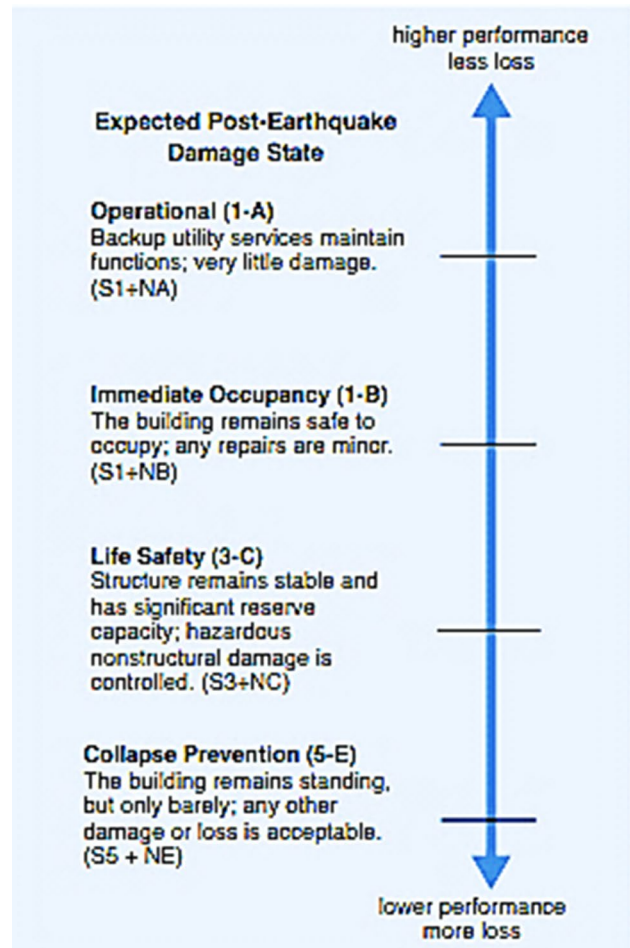 higher performance
less loss
Expected Post-Earthquake
Damage State
Operational (1-A)
Backup utility services maintain
functions; very little damage.
(S1+NA)
Immediate Occupancy (1-B)
The building remains safe to
occupy; any repairs are minor.
(S1+NB)
Life Safety (3-C)
Structure remains stable and
has significant reserve
capacity; hazardous
nonstructural damage is
controlled. (S3+NC)
Collapse Prevention (5-E)
The building remains standing,
but only barely; any other
damage or loss is acceptable.
(S5 + NE)
lower performance
more loss